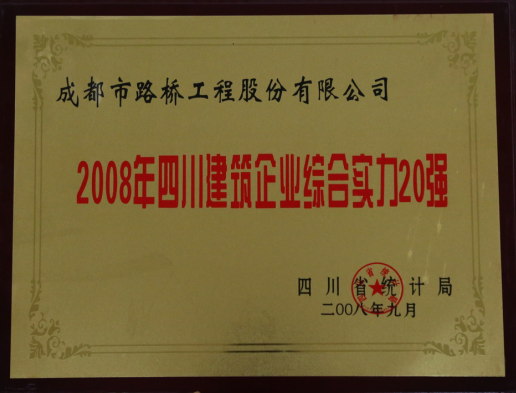 成都市路桥工程股份有限公司
2008年四川建筑企业综合实力20强
四川省统计局
二00八年九月